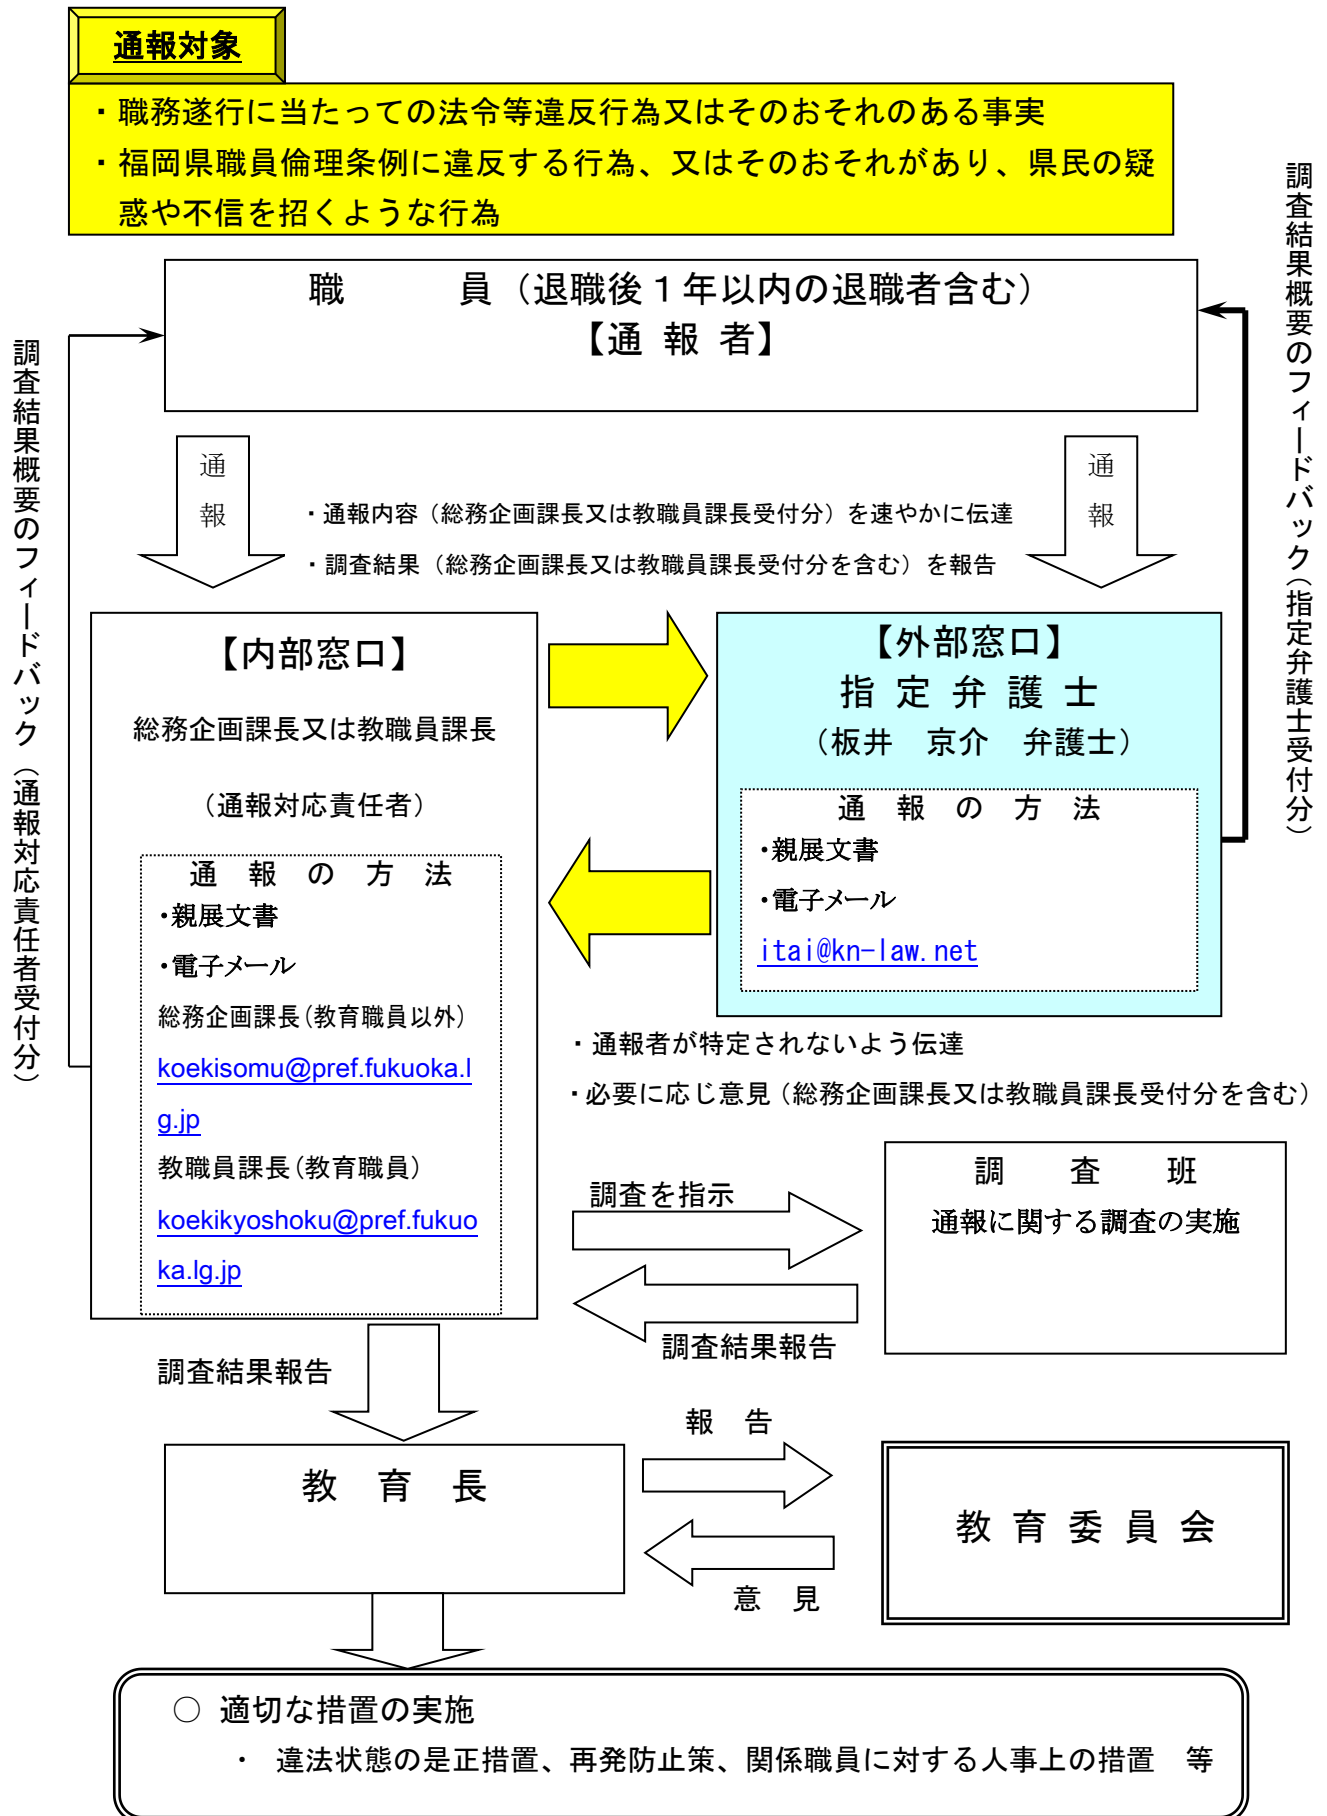 通報対象
・職務遂行に当たっての法令等違反行為又はそのおそれのある事実
・福岡県職員倫理条例に違反する行為、又はそのおそれがあり、県民の疑
惑や不信を招くような行為
職　　　員（退職後１年以内の退職者含む）
【通 報 者】
調査結果概要のフィードバック（通報対応責任者受付分）
調査結果概要のフィードバック（指定弁護士受付分）
通
報
・通報内容（総務企画課長又は教職員課長受付分）を速やかに伝達
・調査結果（総務企画課長又は教職員課長受付分を含む）を報告
通
報
【内部窓口】
総務企画課長又は教職員課長
（通報対応責任者）
通　報　の　方　法
・親展文書
・電子メール
総務企画課長（教育職員以外）
koekisomu@pref.fukuoka.l
g.jp
教職員課長（教育職員）
koekikyoshoku@pref.fukuo
ka.lg.jp
【外部窓口】
指 定 弁 護 士
（板井　京介　弁護士）
通　報　の　方　法
・親展文書
・電子メール
itai@kn-law.net
・通報者が特定されないよう伝達
・必要に応じ意見（総務企画課長又は教職員課長受付分を含む）
調査を指示
調査結果報告
調　　査　　班
通報に関する調査の実施
調査結果報告
教　育　長
報　告
意　見
教 育 委 員 会
○ 適切な措置の実施
・ 違法状態の是正措置、再発防止策、関係職員に対する人事上の措置　等